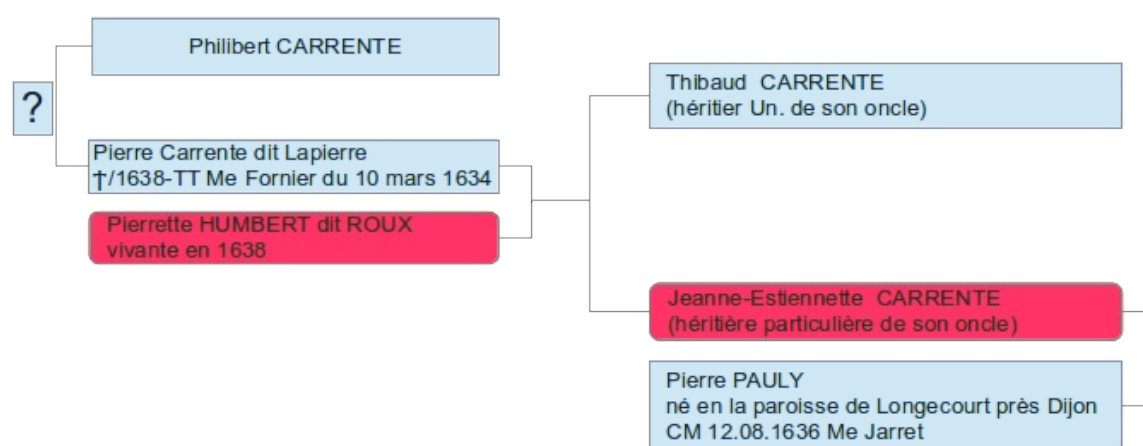 Philibert CARRENTE
?
Pierre Carrente dit Lapierre
†/1638-TT Me Fornier du 10 mars 1634
Pierrette HUMBERT dit ROUX
vivante en 1638
Thibaud CARRENTE
(héritier Un. de son oncle)
Jeanne-Estiennette CARRENTE
(héritière particulière de son oncle)
Pierre PAULY
né en la paroisse de Longecourt près Dijon
CM 12.08.1636 Me Jarret